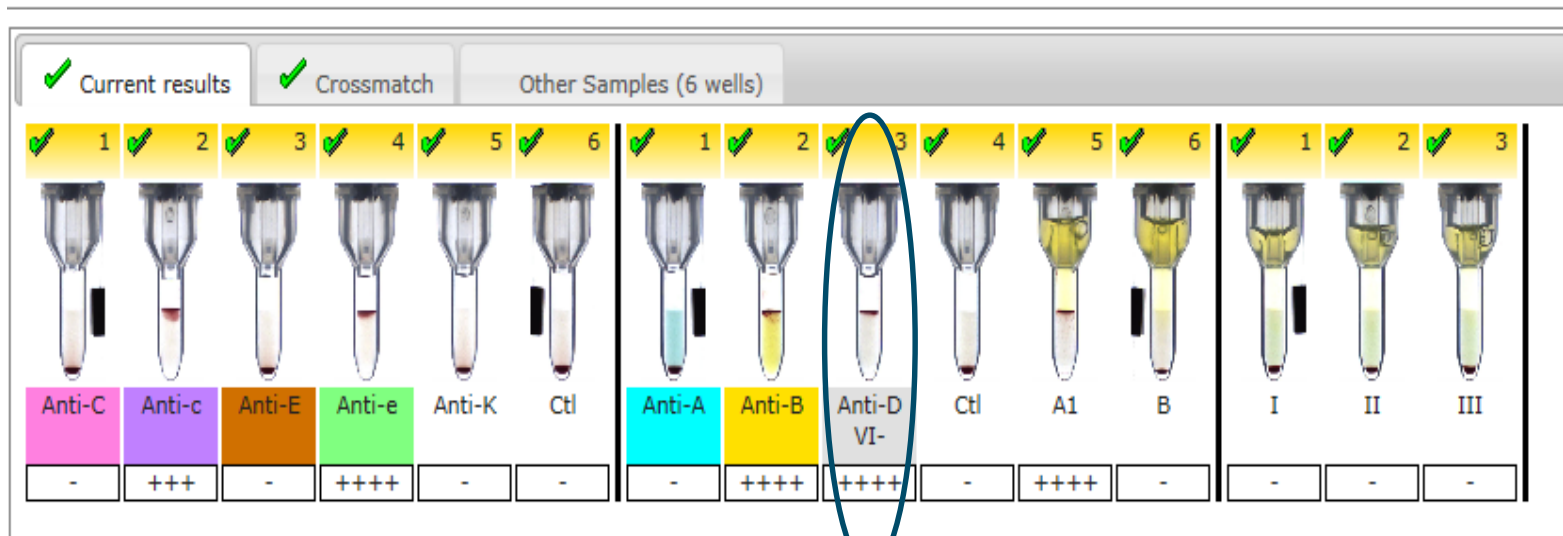 Current results Crossmatch Other Samples (6 wells)
1 2 3 4 5 6 1 2 3 4 5 6 1 2 3
Anti-C Anti-c Anti-E Anti-e Anti-K Ctl Anti-A Anti-B Anti-D Ctl A1 B I II III
VI-
- +++ - ++++ - - - ++++ ++++ - ++++ - - - -